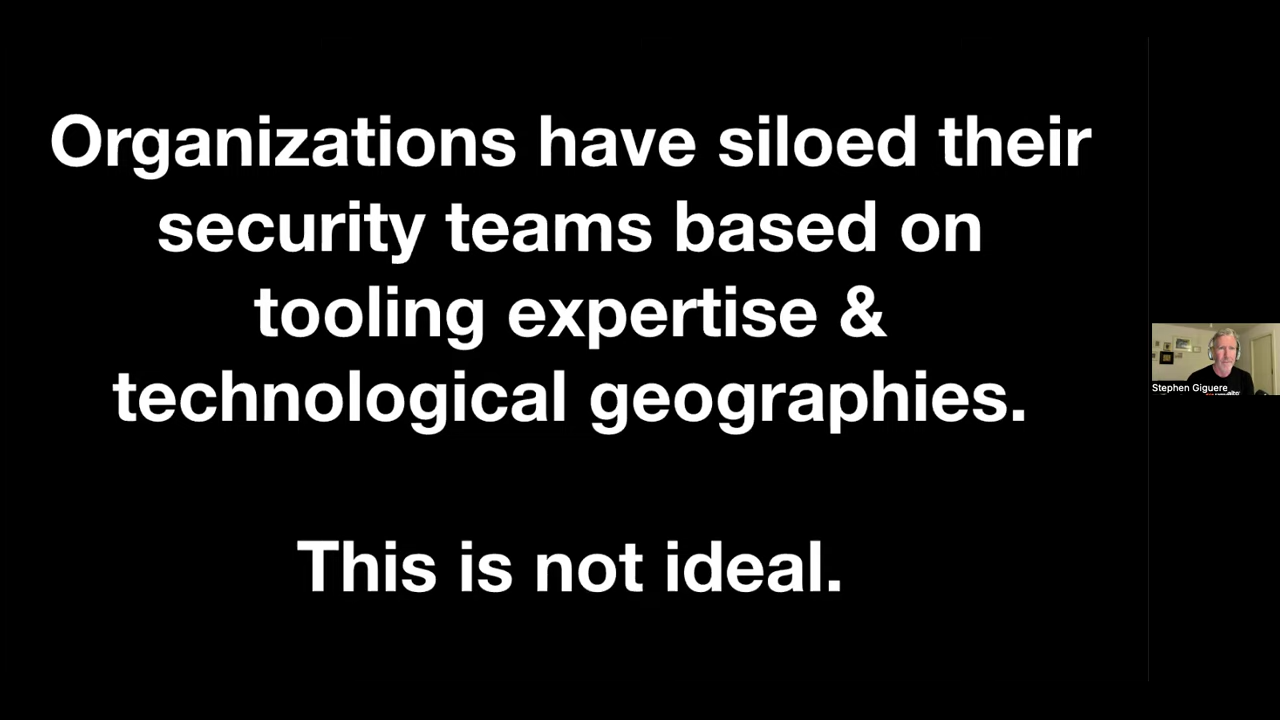 Organizations have siloed their
security teams based on
tooling expertise &
technological geographies.
This is not ideal.
Stephen Giguere